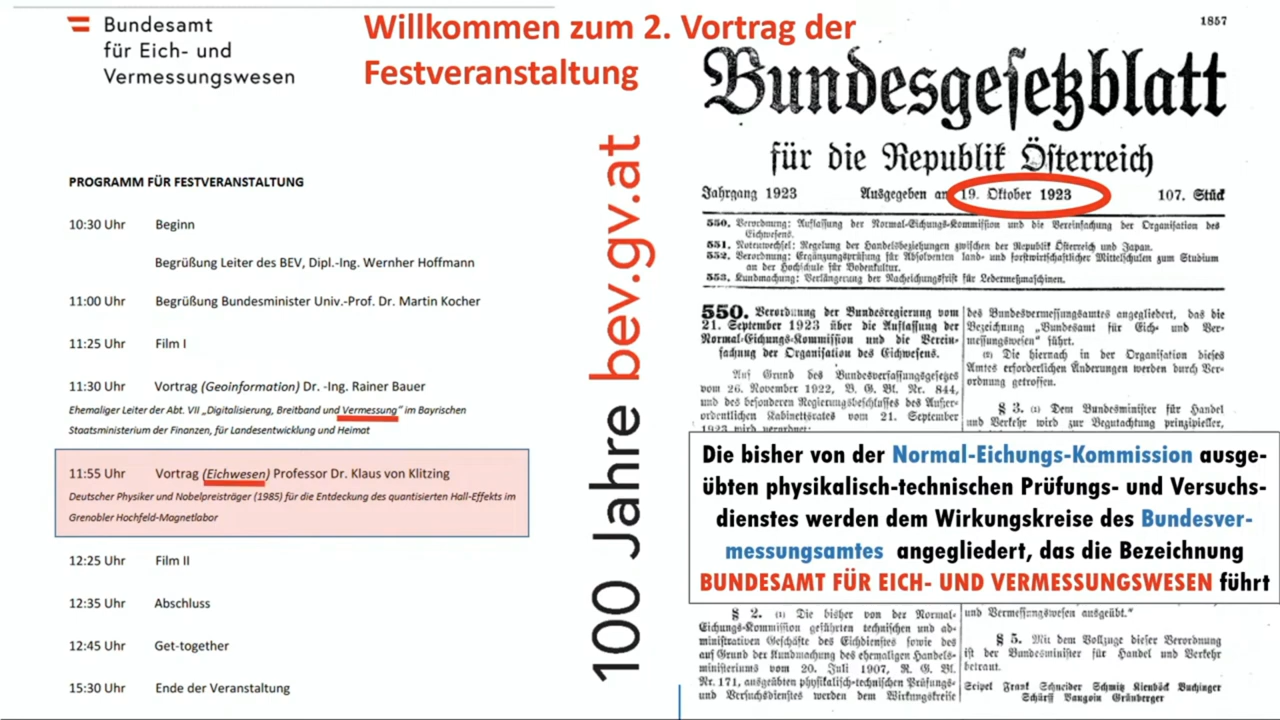 Bundesamt
für Eich- und
Vermessungswesen
Willkommen zum 2. Vortrag der
Festveranstaltung
PROGRAMM FÜR FESTVERANSTALTUNG
10:30 Uhr Beginn
Begrüßung Leiter des BEV, Dipl.-Ing. Wernher Hoffmann
11:00 Uhr Begrüßung Bundesminister Univ.-Prof. Dr. Martin Kocher
11:25 Uhr Film I
11:30 Uhr Vortrag (Geoinformation) Dr. -Ing. Rainer Bauer
Ehemaliger Leiter der Abt. VII „Digitalisierung, Breitband und Vermessung" im Bayrischen
Staatsministerium der Finanzen, für Landesentwicklung und Heimat
11:55 Uhr Vortrag (Eichwesen) Professor Dr. Klaus von Klitzing
Deutscher Physiker und Nobelpreisträger (1985) für die Entdeckung des quantisierten Hall-Effekts im
Grenobler Hochfeld-Magnetlabor
12:25 Uhr Film II
12:35 Uhr Abschluss
12:45 Uhr Get-together
15:30 Uhr Ende der Veranstaltung
100 Jahre bev.gv.at
1857
Bundesgesetzblatt
für die Republik Österreich
Jahrgang 1923 Ausgegeben am 19. Oktober 1923 107. Stück
550. Verordnung: Auflassung der Normal-Eichungs-Kommission und die Vereinfachung der Organisation des
Eichwesens.
551. Notenwechsel: Regelung der Handelsbeziehungen zwischen der Republik Österreich und Japan.
552. Verordnung: Ergänzungsprüfung für Absolventen land- und forstwirtschaftlicher Mittelschulen zum Studium
an der Hochschule für Bodenkultur.
553. Kundmachung: Verlängerung der Nacheichungsfrist für Ledermeßmaschinen.
550. Verordnung der Bundesregierung vom
21. September 1923 über die Auflassung der
Normal-Eichungs-Kommission und die Verein-
fachung der Organisation des Eichwesens.
Auf Grund des Bundesverfassungsgesetzes
vom 26. November 1922, B. G. Bl. Nr. 844,
und des besonderen Regierungsbeschlusses des Außer-
ordentlichen Kabinettsrates vom 21. September
1923 wird verordnet:
des Bundesvermessungsamtes angegliedert, das die
Bezeichnung „Bundesamt für Eich- und Ver-
messungswesen" führt.
(2) Die hiernach in der Organisation dieses
Amtes erforderlichen Änderungen werden durch Ver-
ordnung getroffen.
§ 3. (1) Dem Bundesminister für Handel
und Verkehr wird zur Begutachtung prinzipieller,
Die bisher von der Normal-Eichungs-Kommission ausge-
übten physikalisch-technischen Prüfungs- und Versuchs-
dienstes werden dem Wirkungskreise des Bundesver-
messungsamtes angegliedert, das die Bezeichnung
BUNDESAMT FÜR EICH- UND VERMESSUNGSWESEN führt
§ 2. (1) Die bisher von der Normal-
Eichungs-Kommission geführten technischen und ad-
ministrativen Geschäfte des Eichdienstes sowie des
auf Grund der Kundmachung des ehemaligen Handels-
ministeriums vom 20. Juli 1907, R. G. Bl.
Nr. 171, ausgeübten physikalisch-technischen Prüfungs-
und Versuchsdienstes werden dem Wirkungskreise
und Vermessungswesen ausgeübt."
§ 5. Mit dem Vollzuge dieser Verordnung
ist der Bundesminister für Handel und Verkehr
betraut.
Seipel Frank Schneider Schmitz Kienböck Buchinger
Schürff Vaugoin Grünberger